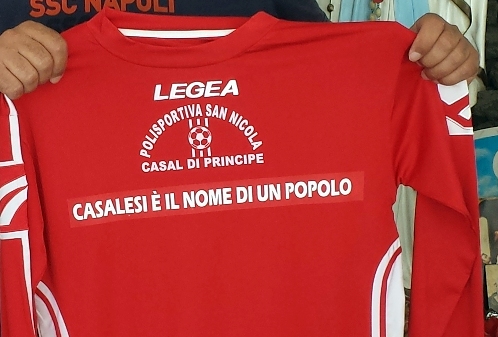 SSC NAPOLI
LEGEA
POLISPORTIVA SAN NICOLA
CASAL DI PRINCIPE
CASALESI È IL NOME DI UN POPOLO